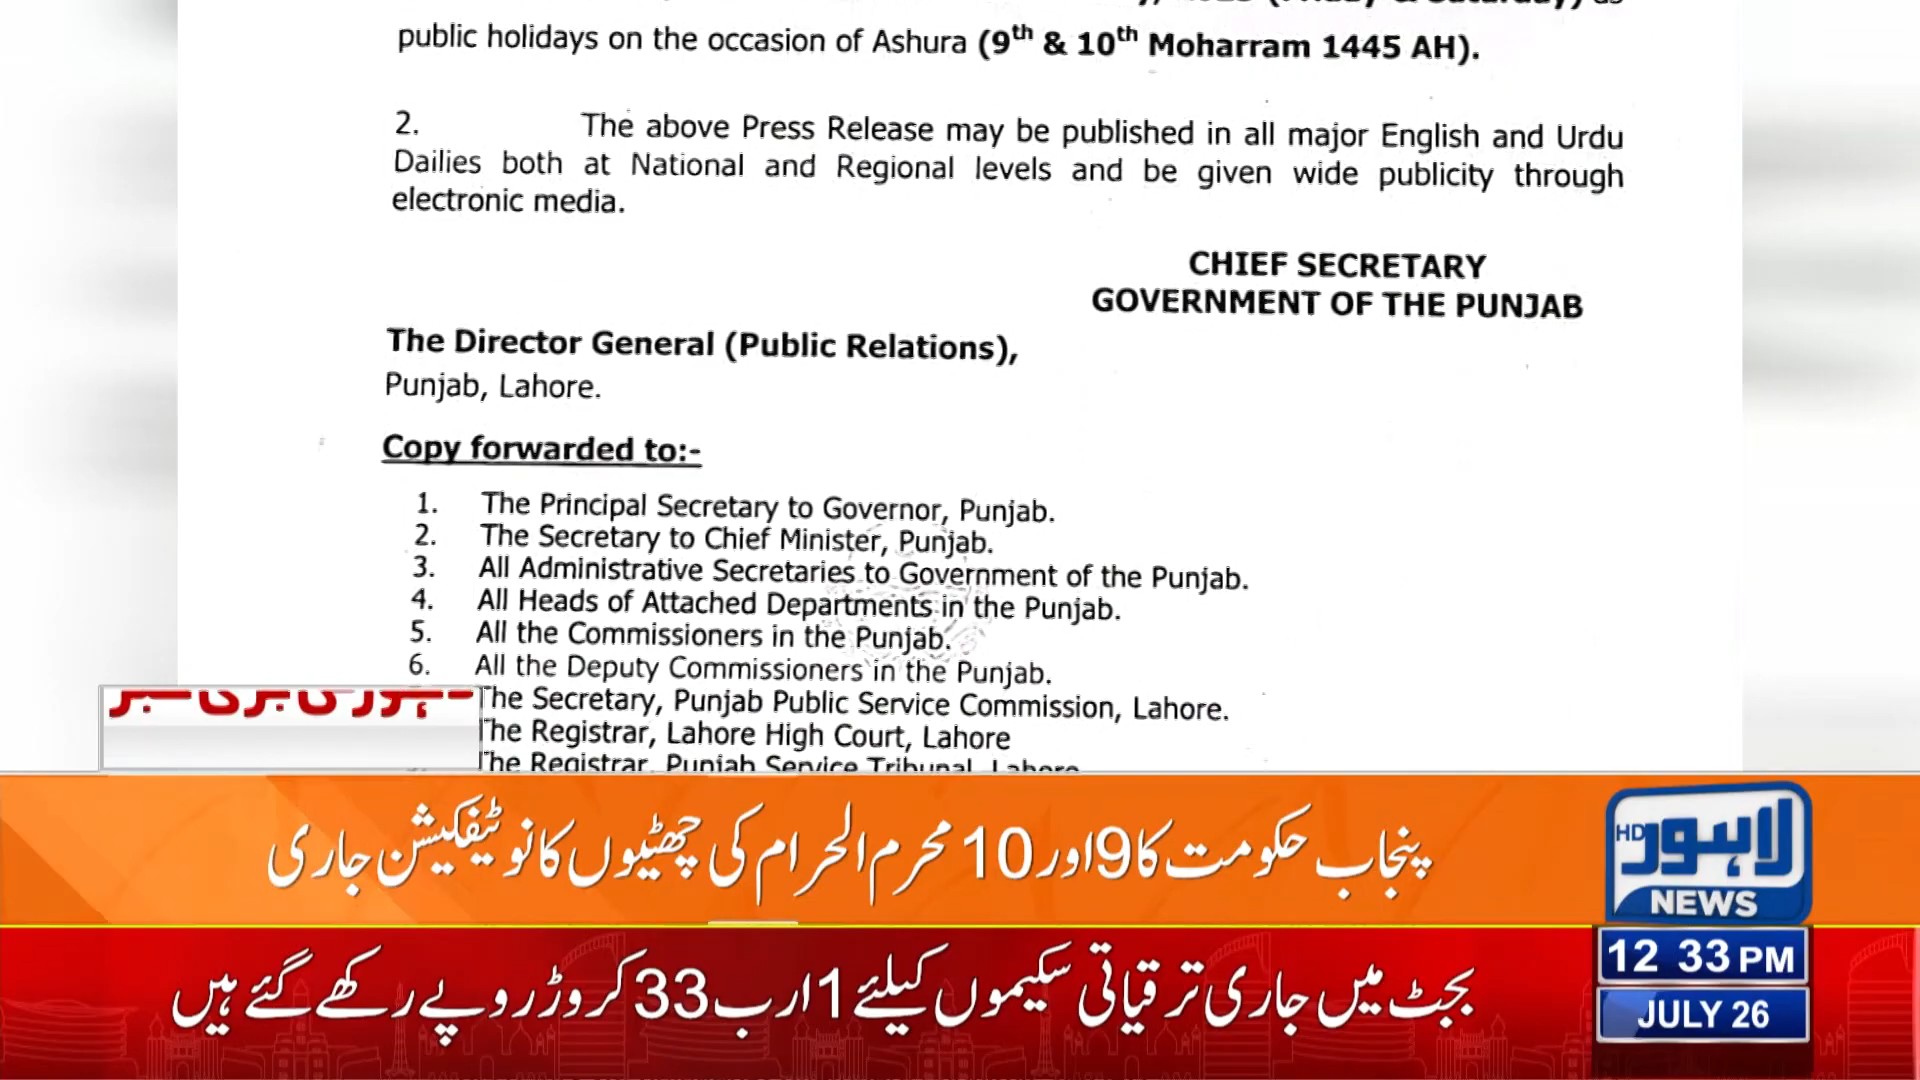 public holidays on the occasion of Ashura (9th & 10th Moharram 1445 AH).
2. The above Press Release may be published in all major English and Urdu
Dailies both at National and Regional levels and be given wide publicity through
electronic media.
CHIEF SECRETARY
GOVERNMENT OF THE PUNJAB
The Director General (Public Relations),
Punjab, Lahore.
Copy forwarded to:-
1. The Principal Secretary to Governor, Punjab.
2. The Secretary to Chief Minister, Punjab.
3. All Administrative Secretaries to Government of the Punjab.
4. All Heads of Attached Departments in the Punjab.
5. All the Commissioners in the Punjab.
6. All the Deputy Commissioners in the Punjab.
The Secretary, Punjab Public Service Commission, Lahore.
The Registrar, Lahore High Court, Lahore
The Registrar, Punjab Service Tribunal, Lahore
پنجاب حکومت کا 9 اور 10 محرم الحرام کی چھٹیوں کا نوٹیفکیشن جاری
لاہور HD
NEWS
بجٹ میں جاری ترقیاتی سکیموں کیلئے 1 ارب 33 کروڑ روپے رکھے گئے ہیں
12 33 PM
JULY 26